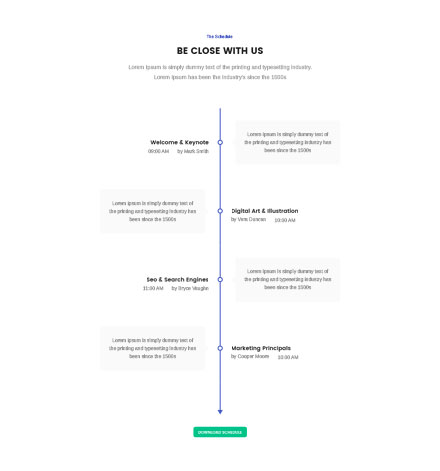 The Schedule
BE CLOSE WITH US
Lorem Ipsum is simply dummy text of the printing and typesetting industry.
Lorem Ipsum has been the industry's since the 1500s
Welcome & Keynote
09:00 AM by Mark Smith
Lorem Ipsum is simply dummy text of
the printing and typesetting industry has
been since the 1500s
Lorem Ipsum is simply dummy text of
the printing and typesetting industry has
been since the 1500s
Digital Art & Illustration
by Vera Duncan 10:00 AM
Seo & Search Engines
11:00 AM by Bryce Vaughn
Lorem Ipsum is simply dummy text of
the printing and typesetting industry has
been since the 1500s
Lorem Ipsum is simply dummy text of
the printing and typesetting industry has
been since the 1500s
Marketing Principals
by Cooper Moore 10:00 AM
DOWNLOAD SCHEDULE